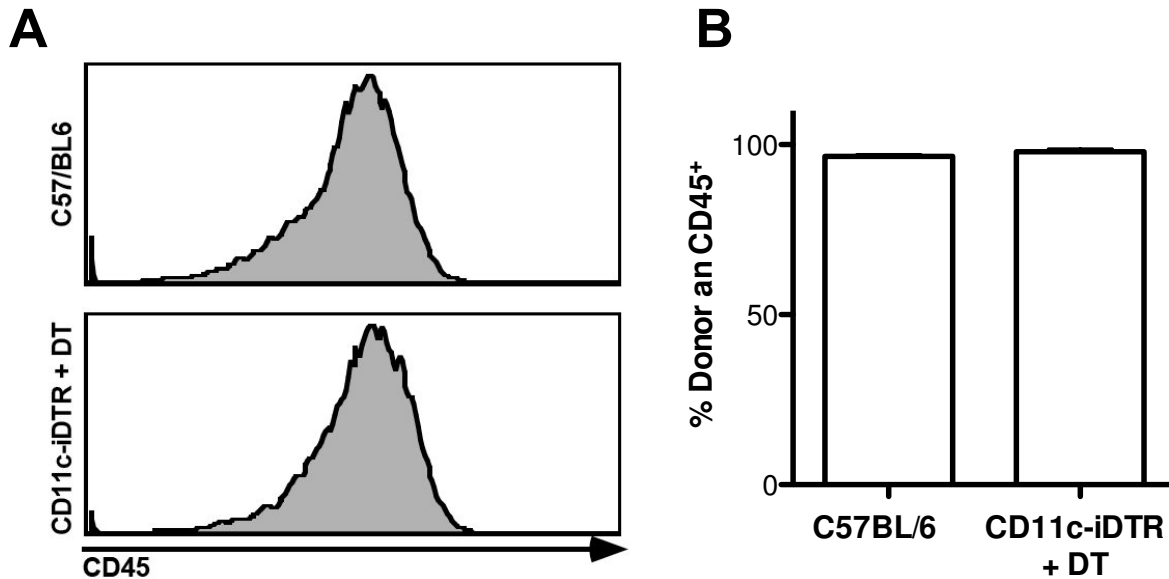 A
C57/BL6
CD11c-iDTR + DT
CD45
B
% Donor an CD45⁺
100
50
0
C57BL/6
CD11c-iDTR
+ DT